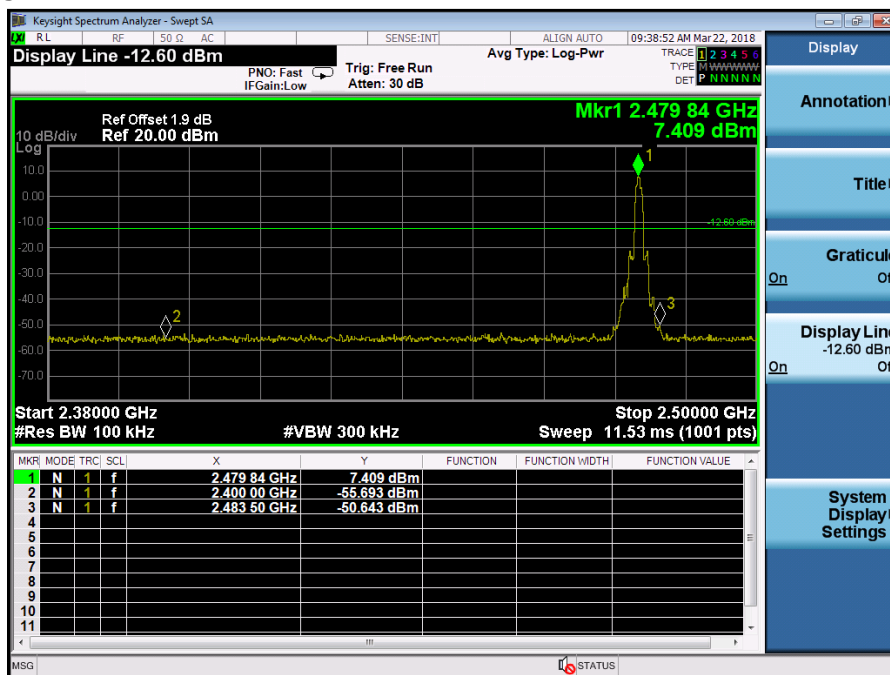 Keysight Spectrum Analyzer - Swept SA
LXI RL RF 50 Ω AC SENSE:INT ALIGN AUTO 09:38:52 AM Mar 22, 2018
Display Line -12.60 dBm
PNO: Fast
IFGain:Low
Trig: Free Run
Atten: 30 dB
Avg Type: Log-Pwr
TRACE 1 2 3 4 5 6
TYPE M WWWWW
DET P N N N N N
Display
Mkr1 2.479 84 GHz
7.409 dBm
Ref Offset 1.9 dB
10 dB/div Ref 20.00 dBm
Log
10.0
0.00
-10.0
-20.0
-30.0
-40.0
-50.0
-60.0
-70.0
1
-12.60 dBm
2
3
Start 2.38000 GHz Stop 2.50000 GHz
#Res BW 100 kHz #VBW 300 kHz Sweep 11.53 ms (1001 pts)
MKR MODE TRC SCL X Y FUNCTION FUNCTION WIDTH FUNCTION VALUE
1 N 1 f 2.479 84 GHz 7.409 dBm
2 N 1 f 2.400 00 GHz -55.693 dBm
3 N 1 f 2.483 50 GHz -50.643 dBm
4
5
6
7
8
9
10
11
Annotation
Title
Graticule
On Of
Display Line
-12.60 dBm
On Of
System
Display
Settings
MSG STATUS